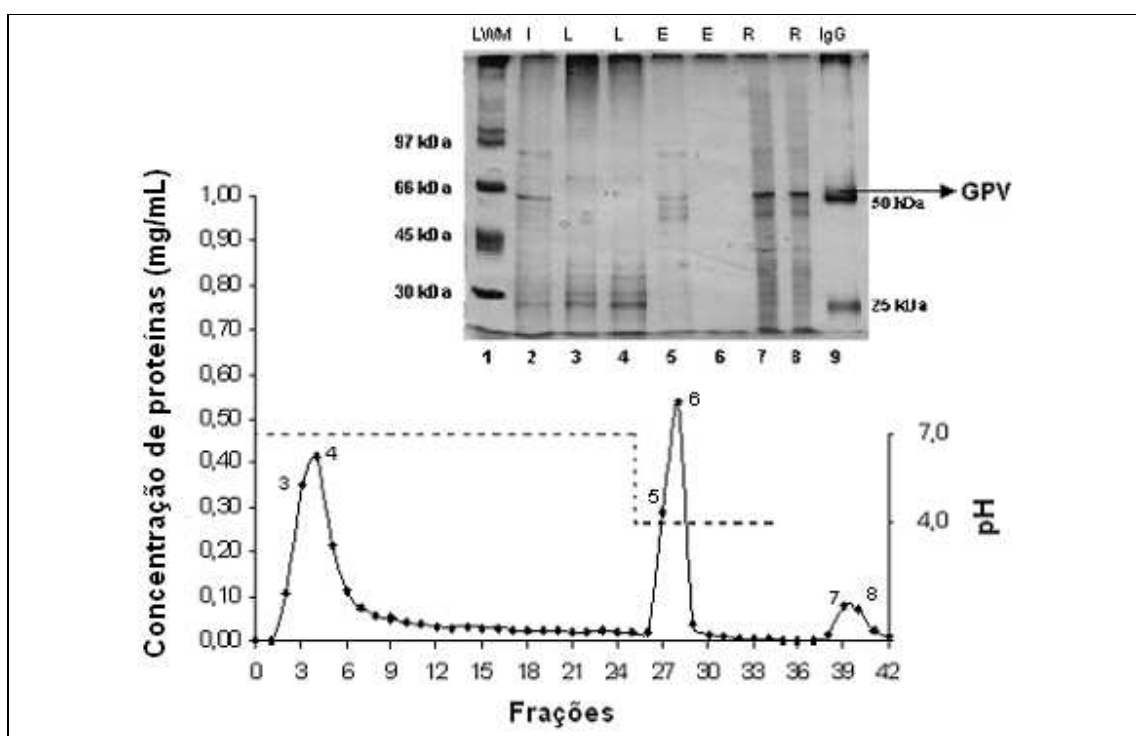 LWM I L L E E R R IgG
97 kDa
66 kDa
GPV
50 kDa
45 kDa
30 kDa
25 kDa
1 2 3 4 5 6 7 8 9
Concentração de proteínas (mg/mL)
1,00
0,90
0,80
0,70
0,60
0,50
0,40
0,30
0,20
0,10
0,00
3
4
5
6
7
8
7,0
4,0
pH
0 3 6 9 12 15 18 21 24 27 30 33 36 39 42
Frações